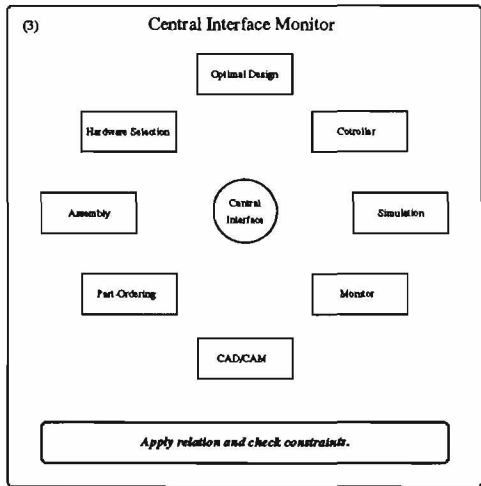 (3) Central Interface Monitor
Optimal Design
Hardware Selection
Cotroller
Assembly
Central
Interface
Simulation
Part-Ordering
Monitor
CAD/CAM
Apply relation and check constraints.